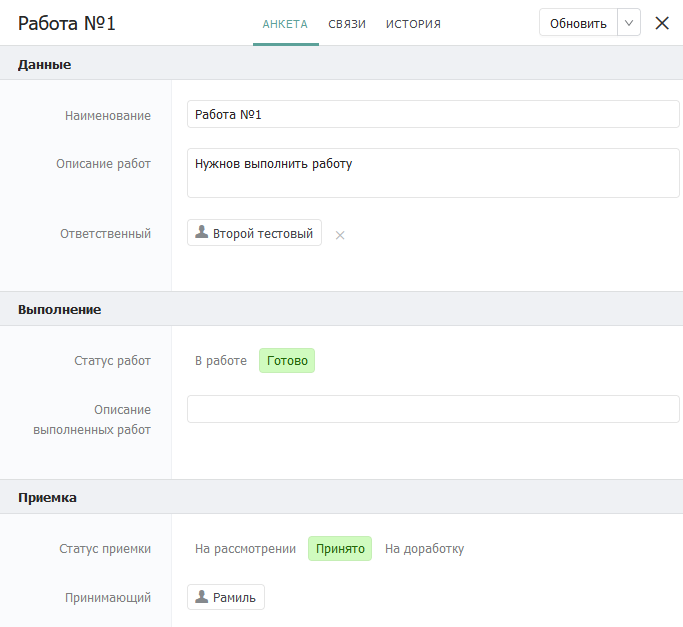 Работа №1 АНКЕТА СВЯЗИ ИСТОРИЯ Обновить
Данные
Наименование Работа №1
Описание работ Нужнов выполнить работу
Ответственный Второй тестовый
Выполнение
Статус работ В работе Готово
Описание
выполненных работ
Приемка
Статус приемки На рассмотрении Принято На доработку
Принимающий Рамиль